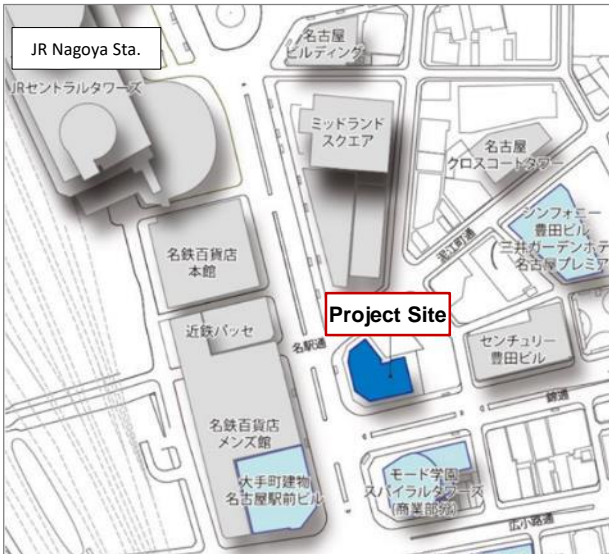 JR Nagoya Sta.
名古屋
ビルディング
JRセントラルタワーズ
ミッドランド
スクエア
名古屋
クロスコートタワー
シンフォニー
豊田ビル
三井ガーデンホテ
名古屋プレミア
泥江町通
名鉄百貨店
本館
Project Site
近鉄パッセ
名駅通
センチュリー
豊田ビル
錦通
名鉄百貨店
メンズ館
大手町建物
名古屋駅前ビル
モード学園
スパイラルタワーズ
(商業部分)
広小路通